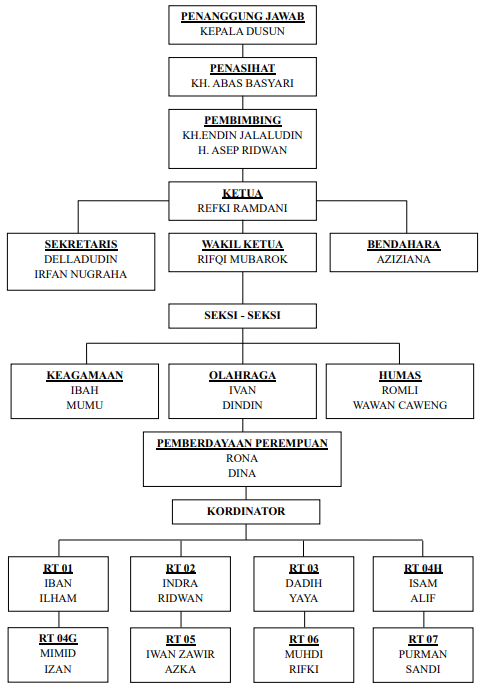 PENANGGUNG JAWAB
KEPALA DUSUN
PENASIHAT
KH. ABAS BASYARI
PEMBIMBING
KH.ENDIN JALALUDIN
H. ASEP RIDWAN
KETUA
REFKI RAMDANI
SEKRETARIS
DELLADUDIN
IRFAN NUGRAHA
WAKIL KETUA
RIFQI MUBAROK
BENDAHARA
AZIZIANA
SEKSI - SEKSI
KEAGAMAAN
IBAH
MUMU
OLAHRAGA
IVAN
DINDIN
HUMAS
ROMLI
WAWAN CAWENG
PEMBERDAYAAN PEREMPUAN
RONA
DINA
KORDINATOR
RT 01
IBAN
ILHAM
RT 02
INDRA
RIDWAN
RT 03
DADIH
YAYA
RT 04H
ISAM
ALIF
RT 04G
MIMID
IZAN
RT 05
IWAN ZAWIR
AZKA
RT 06
MUHDI
RIFKI
RT 07
PURMAN
SANDI